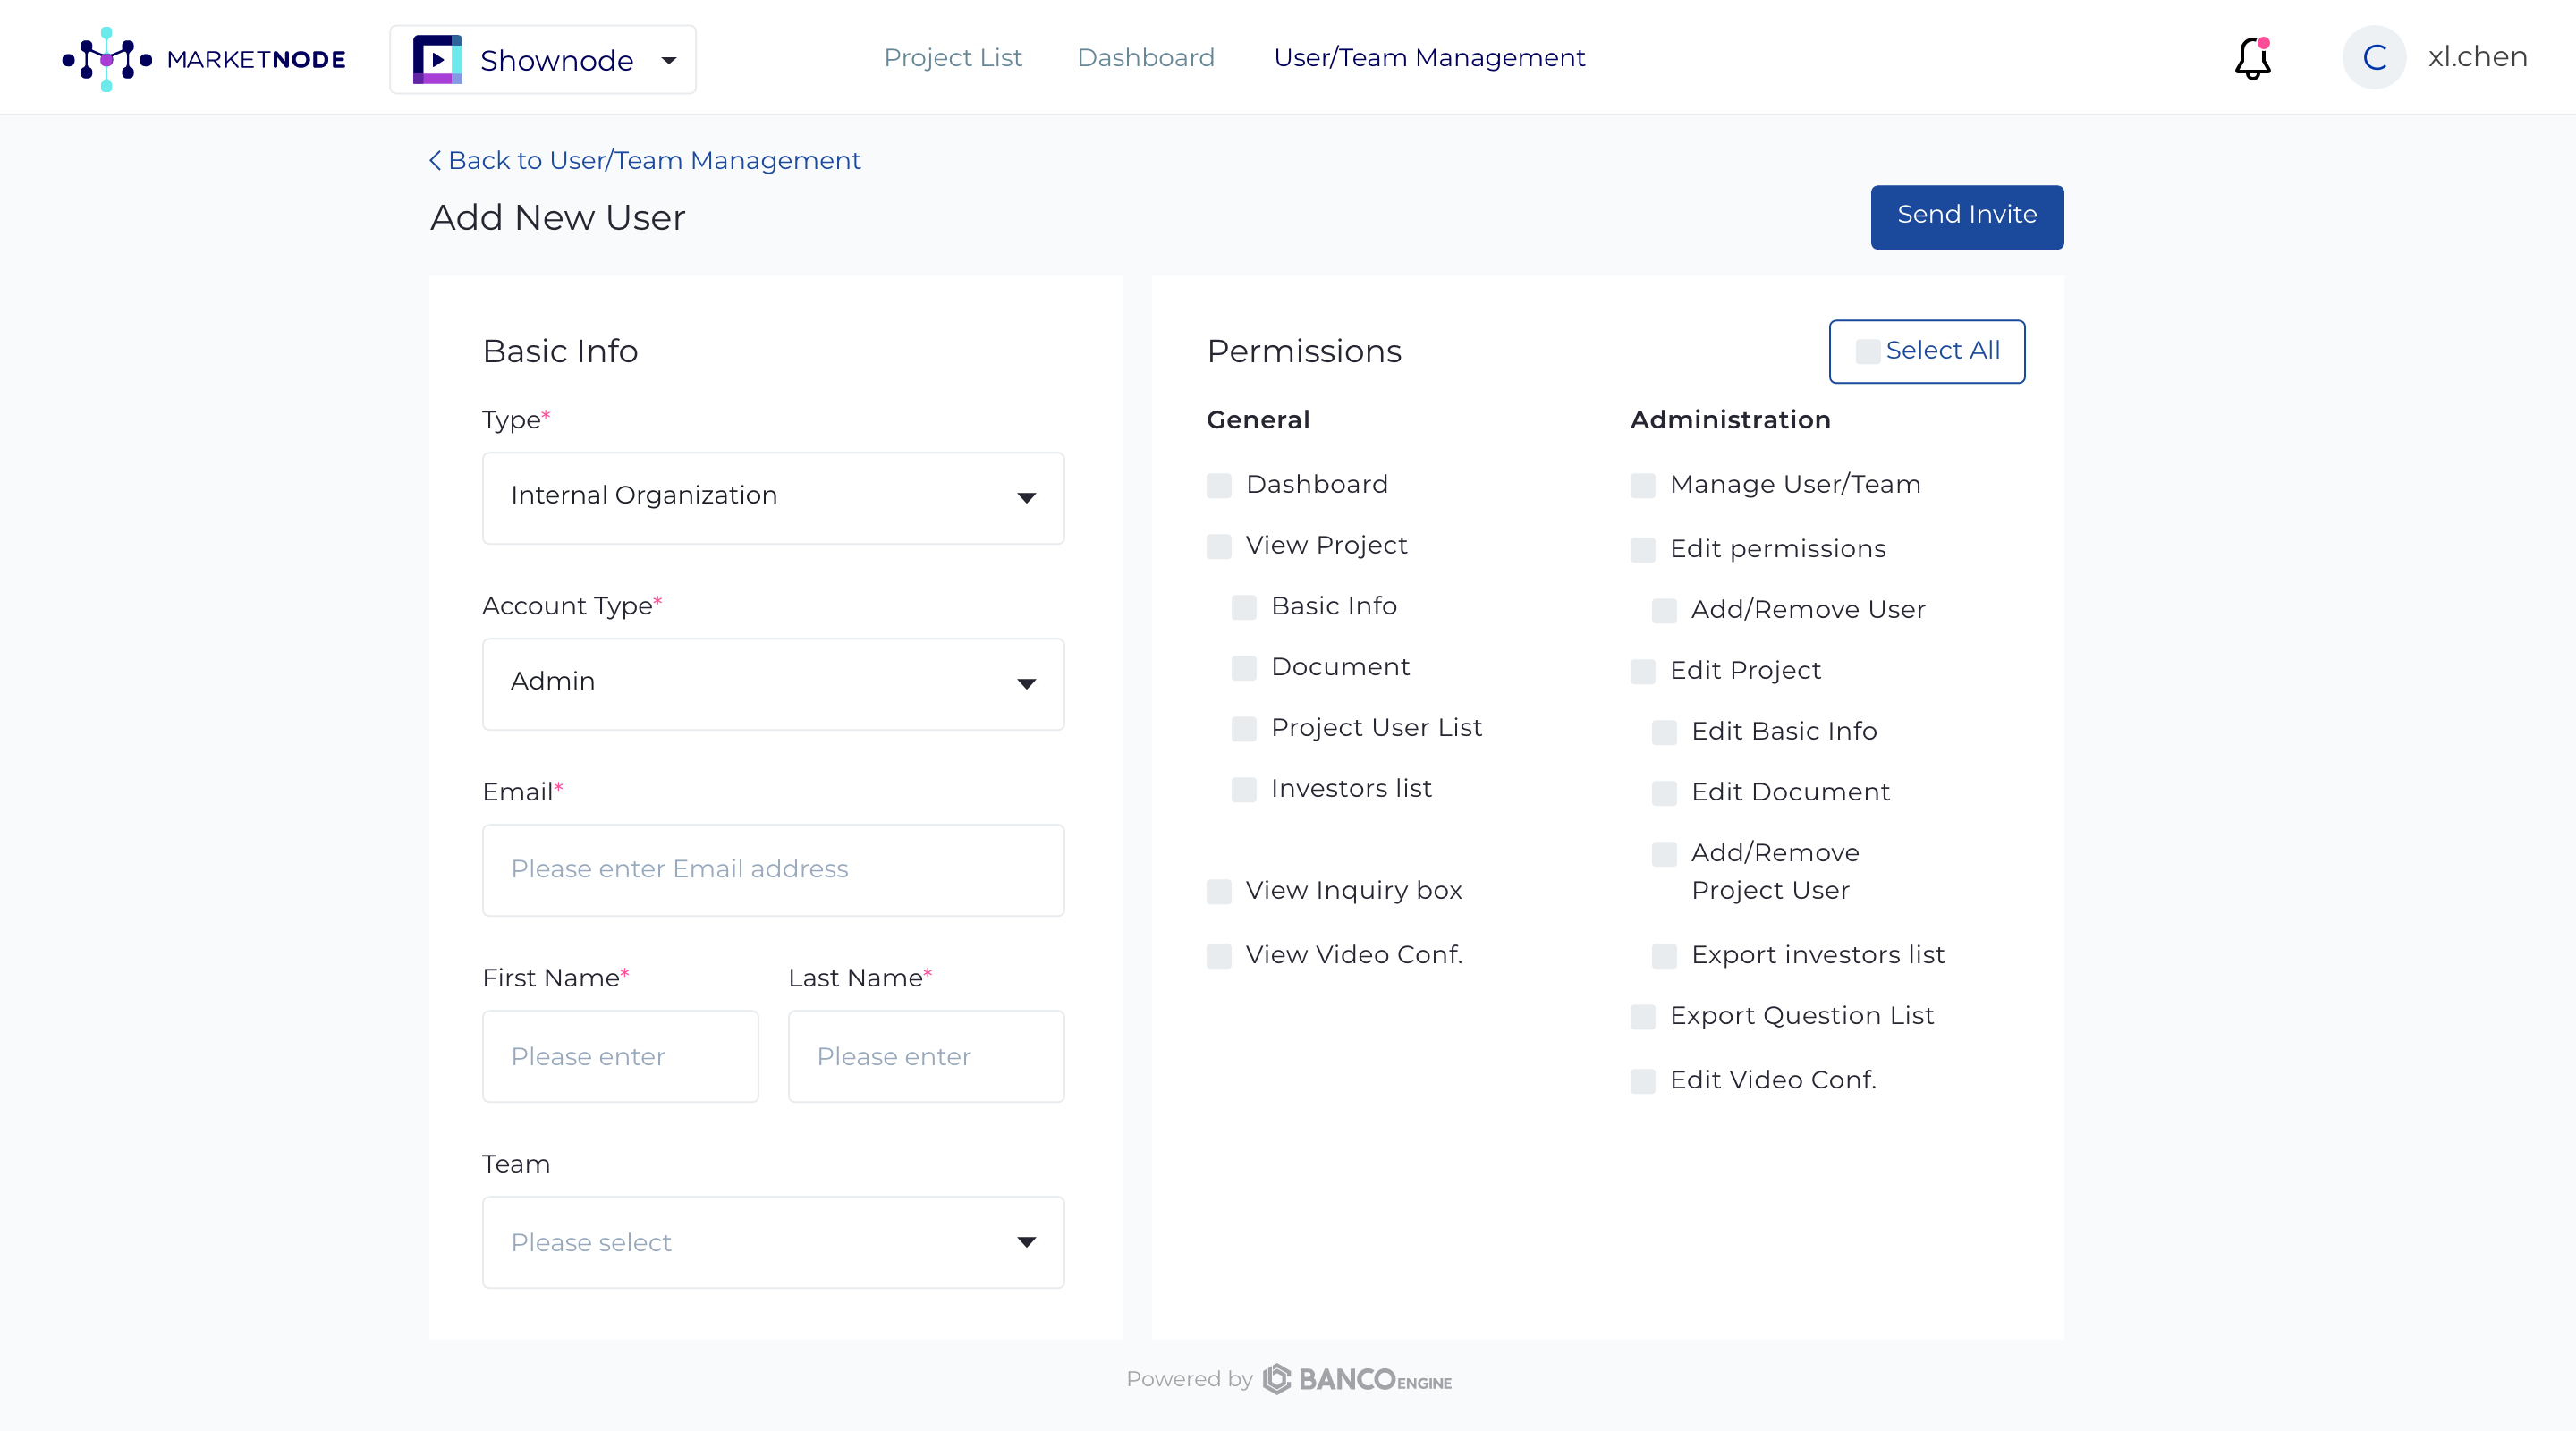 MARKETNODE
Shownode
Project List
Dashboard
User/Team Management
C
xl.chen
Back to User/Team Management
Add New User
Send Invite
Basic Info
Type*
Internal Organization
Account Type*
Admin
Email*
Please enter Email address
First Name*
Last Name*
Please enter
Please enter
Team
Please select
Permissions
Select All
General
Dashboard
View Project
Basic Info
Document
Project User List
Investors list
View Inquiry box
View Video Conf.
Administration
Manage User/Team
Edit permissions
Add/Remove User
Edit Project
Edit Basic Info
Edit Document
Add/Remove
Project User
Export investors list
Export Question List
Edit Video Conf.
Powered by BANCO ENGINE